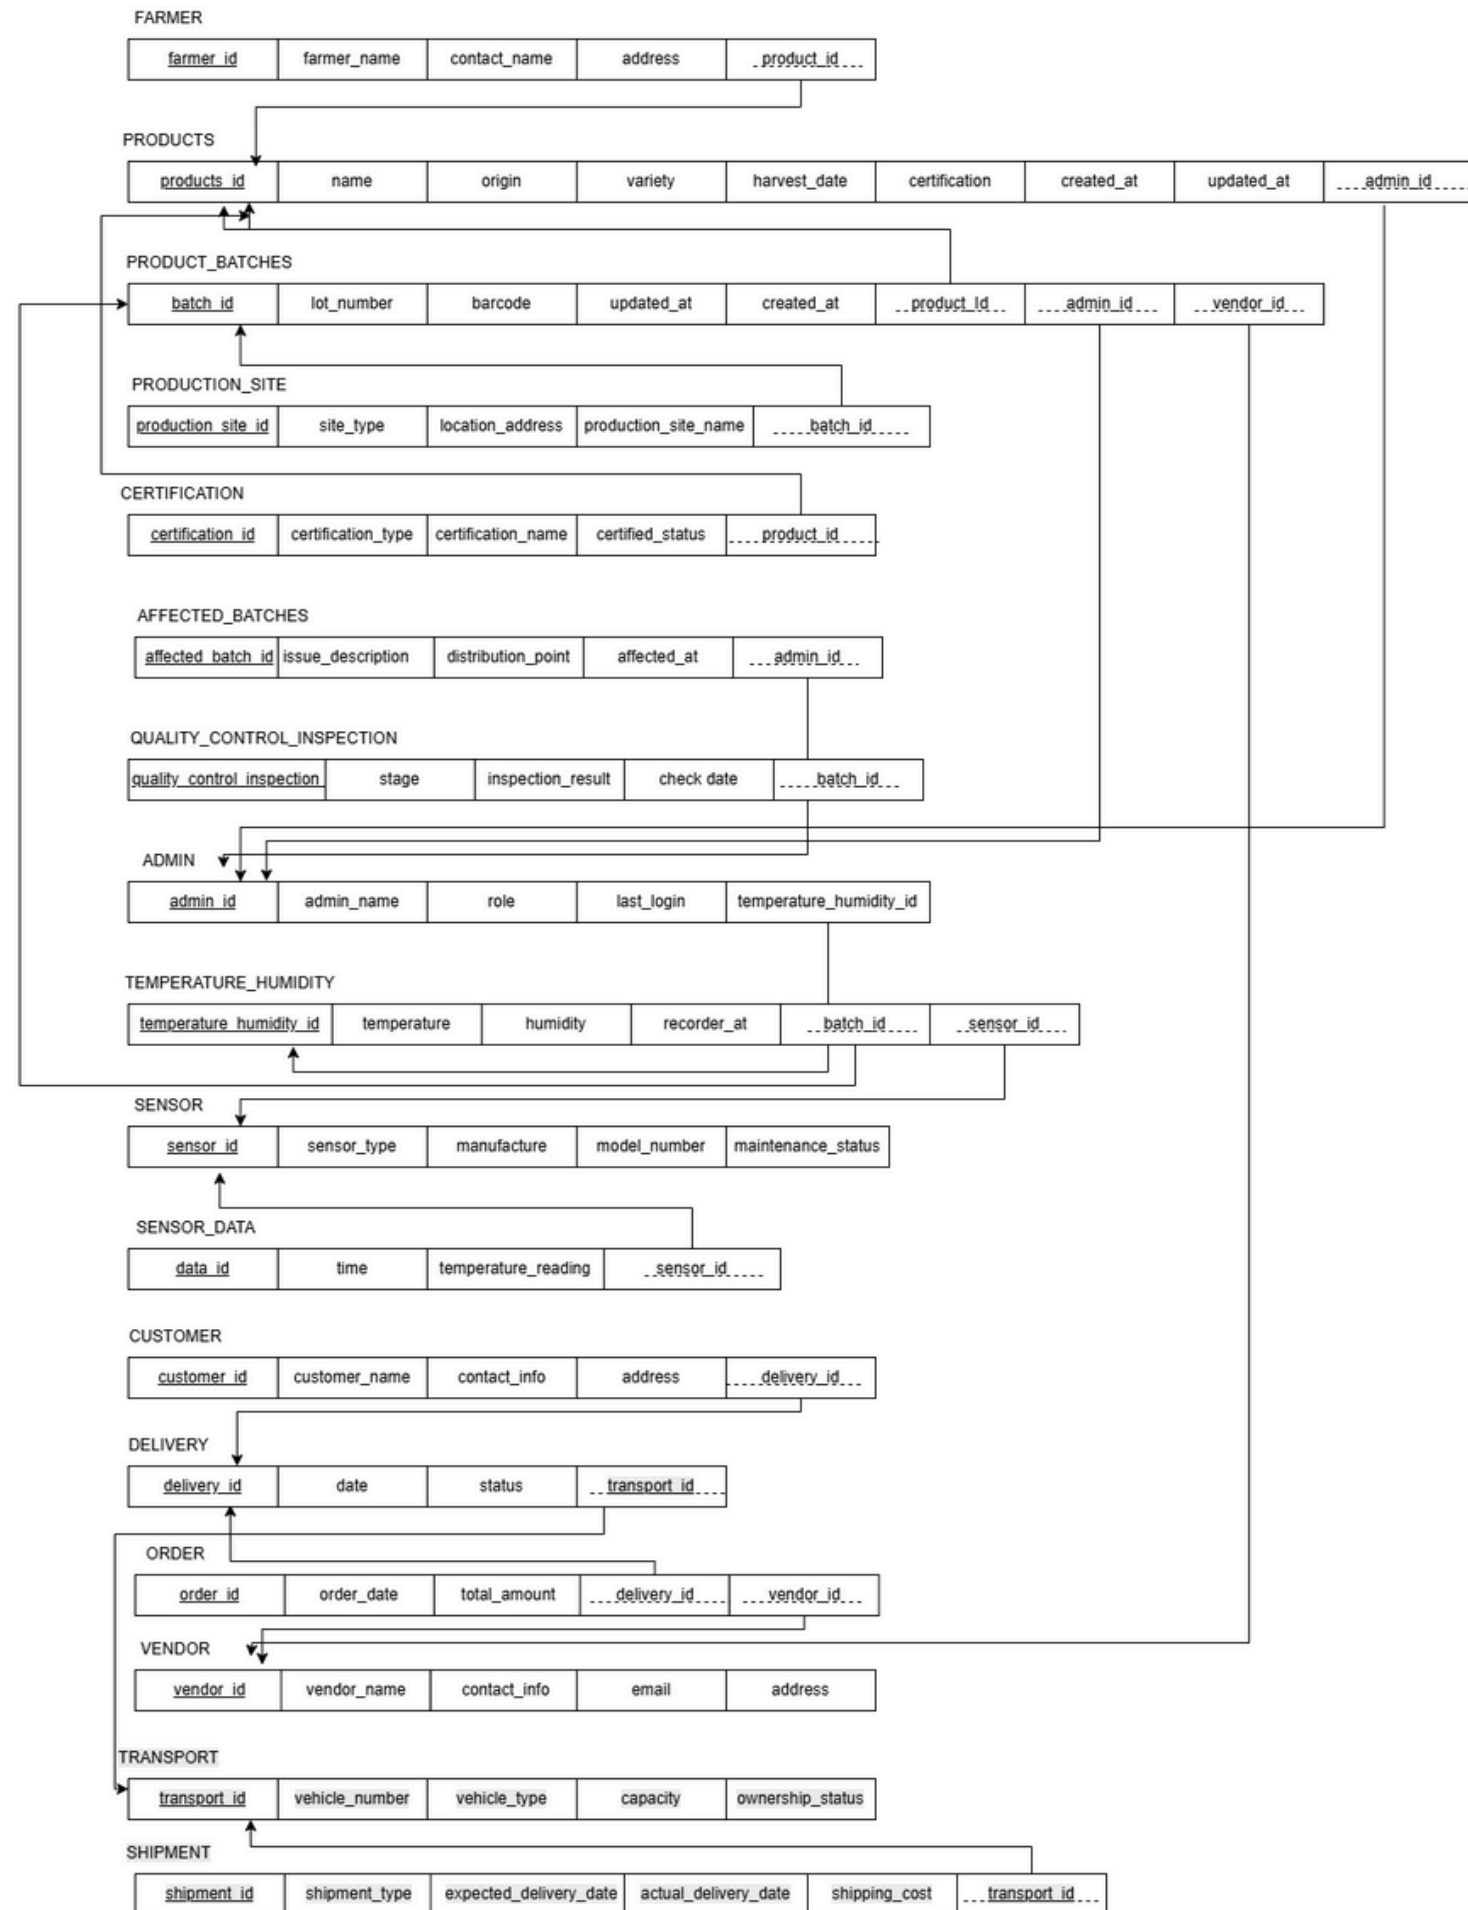 FARMER
farmer_id farmer_name contact_name address product_id
PRODUCTS
products_id name origin variety harvest_date certification created_at updated_at admin_id
PRODUCT_BATCHES
batch_id lot_number barcode updated_at created_at product_Id admin_id vendor_id
PRODUCTION_SITE
production_site_id site_type location_address production_site_name batch_id
CERTIFICATION
certification_id certification_type certification_name certified_status product_id
AFFECTED_BATCHES
affected_batch_id issue_description distribution_point affected_at admin_id
QUALITY_CONTROL_INSPECTION
quality_control_inspection stage inspection_result check date batch_id
ADMIN
admin_id admin_name role last_login temperature_humidity_id
TEMPERATURE_HUMIDITY
temperature_humidity_id temperature humidity recorder_at batch_id sensor_id
SENSOR
sensor_id sensor_type manufacture model_number maintenance_status
SENSOR_DATA
data_id time temperature_reading sensor_id
CUSTOMER
customer_id customer_name contact_info address delivery_id
DELIVERY
delivery_id date status transport_id
ORDER
order_id order_date total_amount delivery_id vendor_id
VENDOR
vendor_id vendor_name contact_info email address
TRANSPORT
transport_id vehicle_number vehicle_type capacity ownership_status
SHIPMENT
shipment_id shipment_type expected_delivery_date actual_delivery_date shipping_cost transport_id